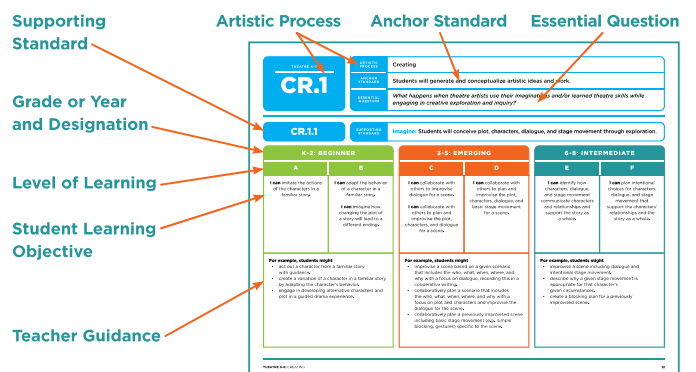 Supporting
Standard
Artistic Process
Anchor Standard
Essential Question
Grade or Year
and Designation
Level of Learning
Student Learning
Objective
Teacher Guidance
THEATRE K-8
CR.1
ARTISTIC
PROCESS
Creating
ANCHOR
STANDARD
Students will generate and conceptualize artistic ideas and work.
ESSENTIAL
QUESTION
What happens when theatre artists use their imaginations and/or learned theatre skills while
engaging in creative exploration and inquiry?
CR.1.1
SUPPORTING
STANDARD
Imagine: Students will conceive plot, characters, dialogue, and stage movement through exploration.
K-2: BEGINNER
A
B
I can imitate the actions
of the characters in a
familiar story.
I can adapt the behavior
of a character in a
familiar story.
I can imagine how
changing the plot of
a story will lead to a
different ending.
For example, students might
• act out a character from a familiar story
with guidance.
• create a variation of a character in a familiar story
by adapting the character's behavior.
• engage in developing alternative characters and
plot in a guided drama experience.
3-5: EMERGING
C
D
I can collaborate with
others to improvise
dialogue for a scene.
I can collaborate with
others to plan and
improvise the plot,
characters, and dialogue
for a scene.
I can collaborate with
others to plan and
improvise the plot,
characters, dialogue, and
basic stage movement
for a scene.
For example, students might
• improvise a scene based on a given scenario
that includes the who, what, when, where, and
why with a focus on dialogue, recording this in a
cooperative writing.
• collaboratively plan a scenario that includes
the who, what, when, where, and why with a
focus on plot and characters and improvise the
dialogue for the scene.
• collaboratively plan a previously improvised scene
including basic stage movement (e.g. simple
blocking, gestures) specific to the scene.
6-8: INTERMEDIATE
E
F
I can identify how
characters, dialogue,
and stage movement
communicate characters
and relationships and
support the story as
a whole.
I can plan intentional
choices for characters,
dialogue, and stage
movement that
support the characters'
relationships and the
story as a whole.
For example, students might
• improvise a scene including dialogue and
intentional stage movement.
• describe why a given stage movement is
appropriate for that character's
given circumstances.
• create a blocking plan for a previously
improvised scene.
THEATRE K-8 CREATING
12